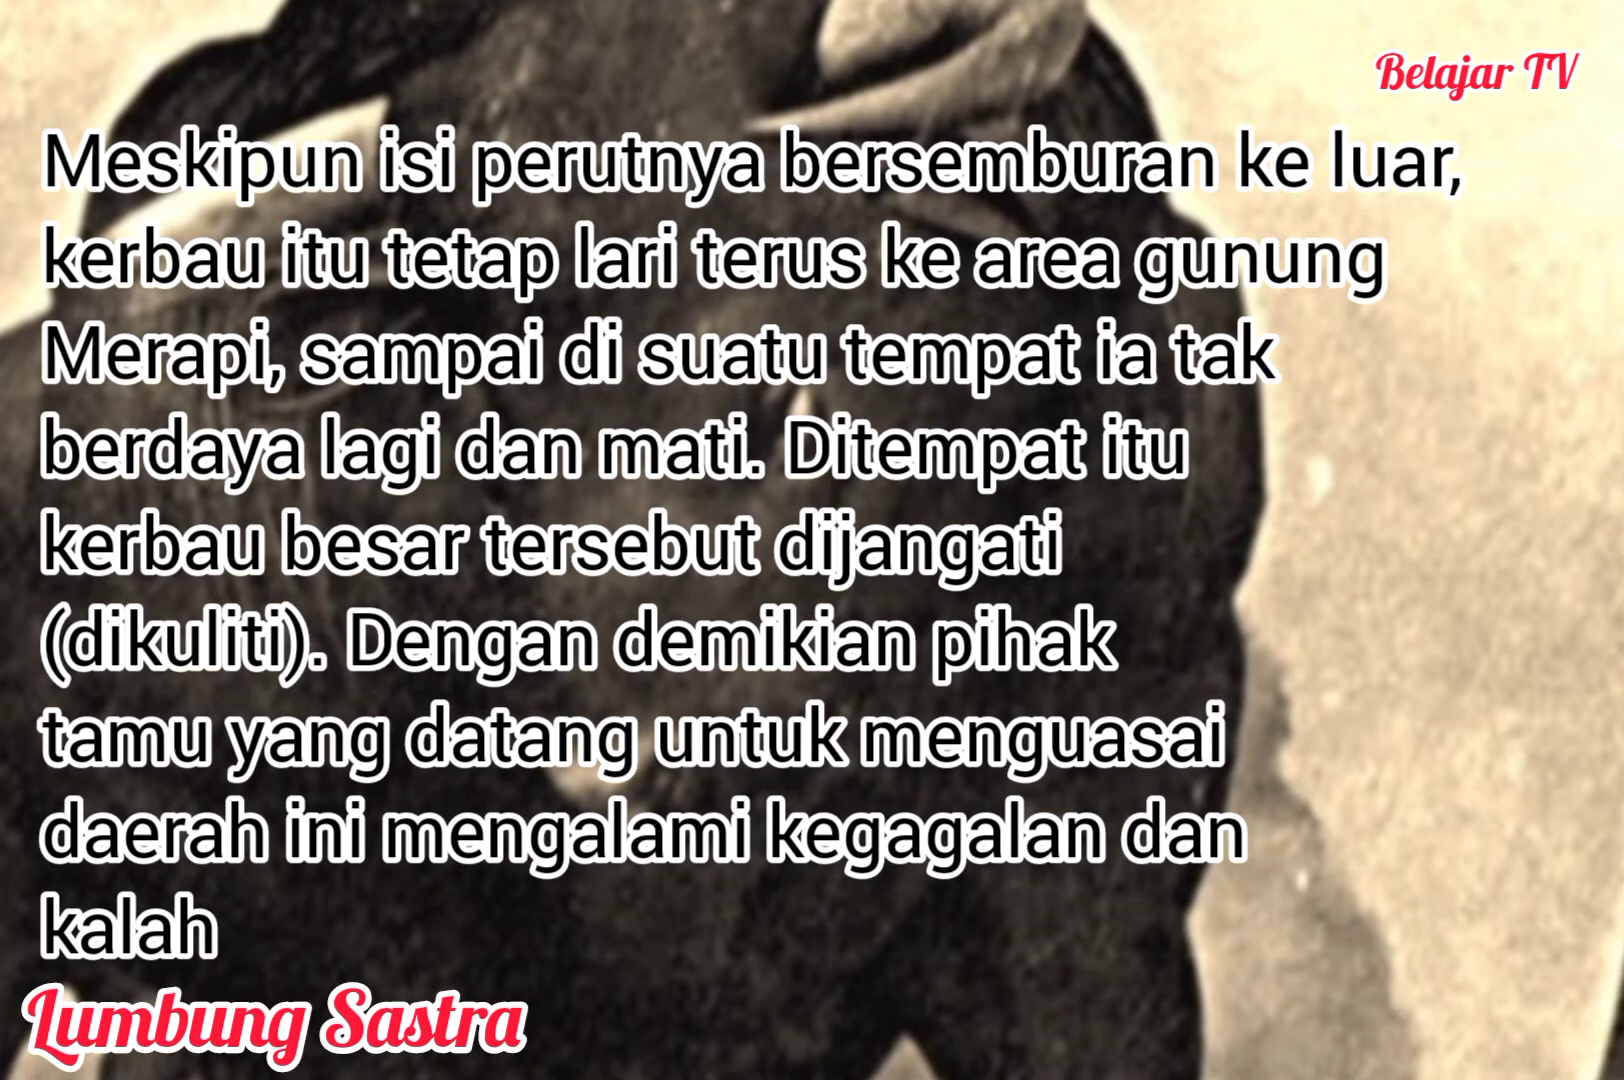 Belajar TV
Meskipun isi perutnya bersemburan ke luar,
kerbau itu tetap lari terus ke area gunung
Merapi, sampai di suatu tempat ia tak
berdaya lagi dan mati. Ditempat itu
kerbau besar tersebut dijangati
(dikuliti). Dengan demikian pihak
tamu yang datang untuk menguasai
daerah ini mengalami kegagalan dan
kalah
Lumbung Sastra